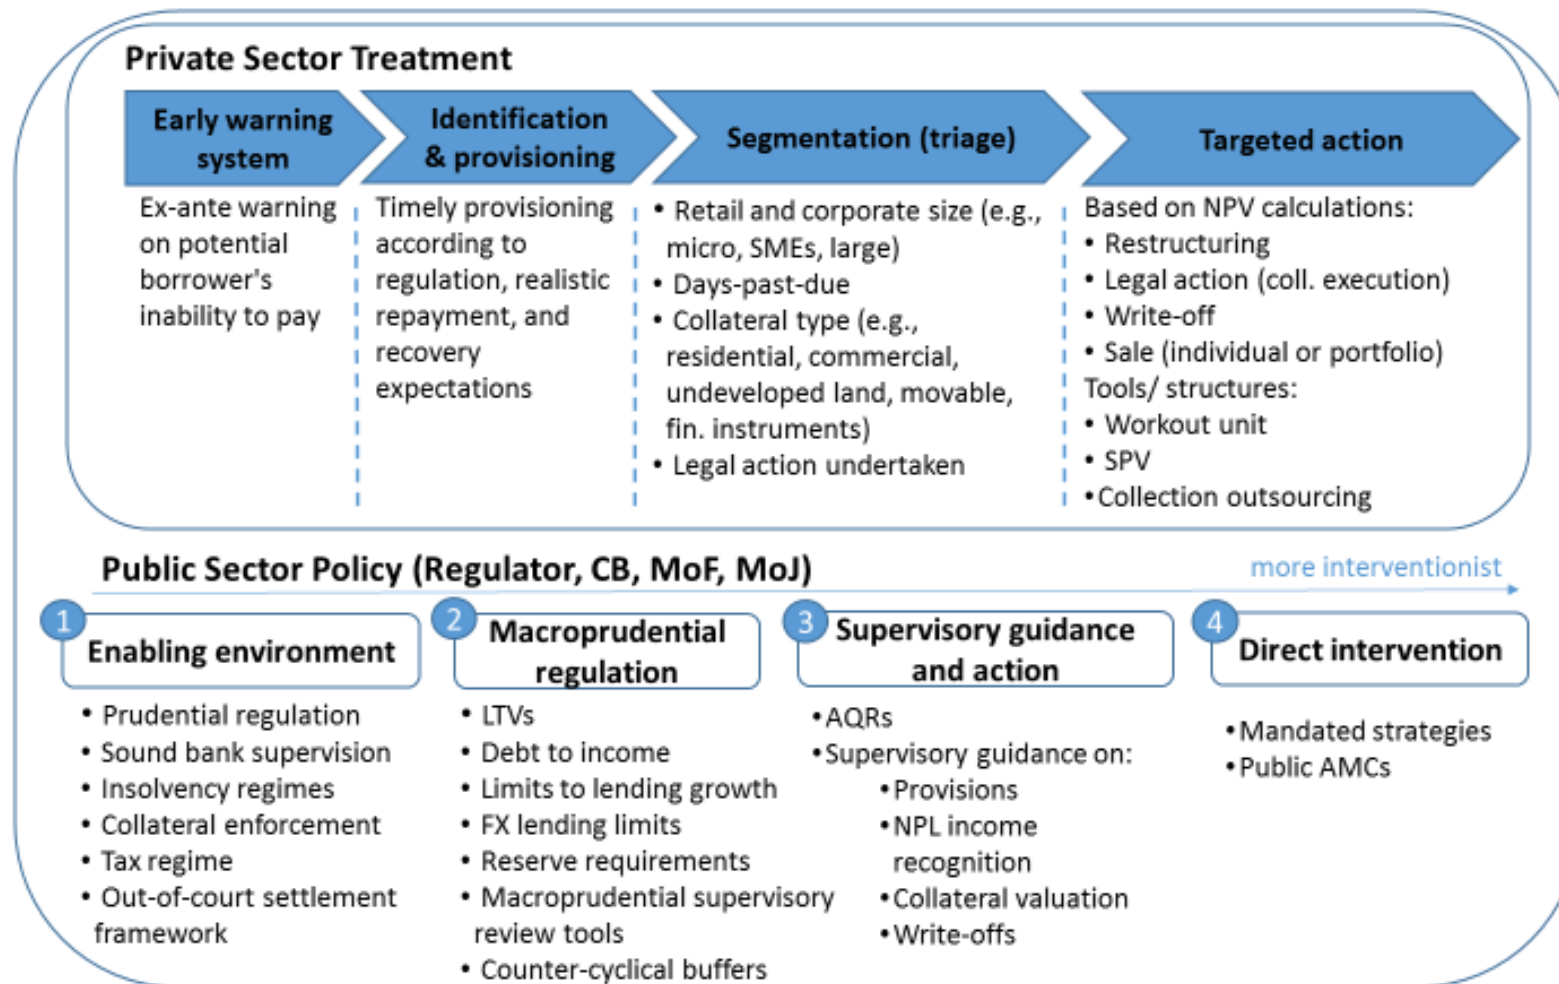 Private Sector Treatment
Early warning
system
Identification
& provisioning
Segmentation (triage)
Targeted action
Ex-ante warning
on potential
borrower's
inability to pay
Timely provisioning
according to
regulation, realistic
repayment, and
recovery
expectations
• Retail and corporate size (e.g.,
micro, SMEs, large)
• Days-past-due
• Collateral type (e.g.,
residential, commercial,
undeveloped land, movable,
fin. instruments)
• Legal action undertaken
Based on NPV calculations:
• Restructuring
• Legal action (coll. execution)
• Write-off
• Sale (individual or portfolio)
Tools/ structures:
• Workout unit
• SPV
•Collection outsourcing
Public Sector Policy (Regulator, CB, MoF, MoJ)
more interventionist
1
Enabling environment
• Prudential regulation
• Sound bank supervision
• Insolvency regimes
• Collateral enforcement
• Tax regime
• Out-of-court settlement
framework
2
Macroprudential
regulation
• LTVs
• Debt to income
• Limits to lending growth
• FX lending limits
• Reserve requirements
• Macroprudential supervisory
review tools
• Counter-cyclical buffers
3
Supervisory guidance
and action
•AQRs
•Supervisory guidance on:
•Provisions
•NPL income
recognition
•Collateral valuation
•Write-offs
4
Direct intervention
•Mandated strategies
•Public AMCs